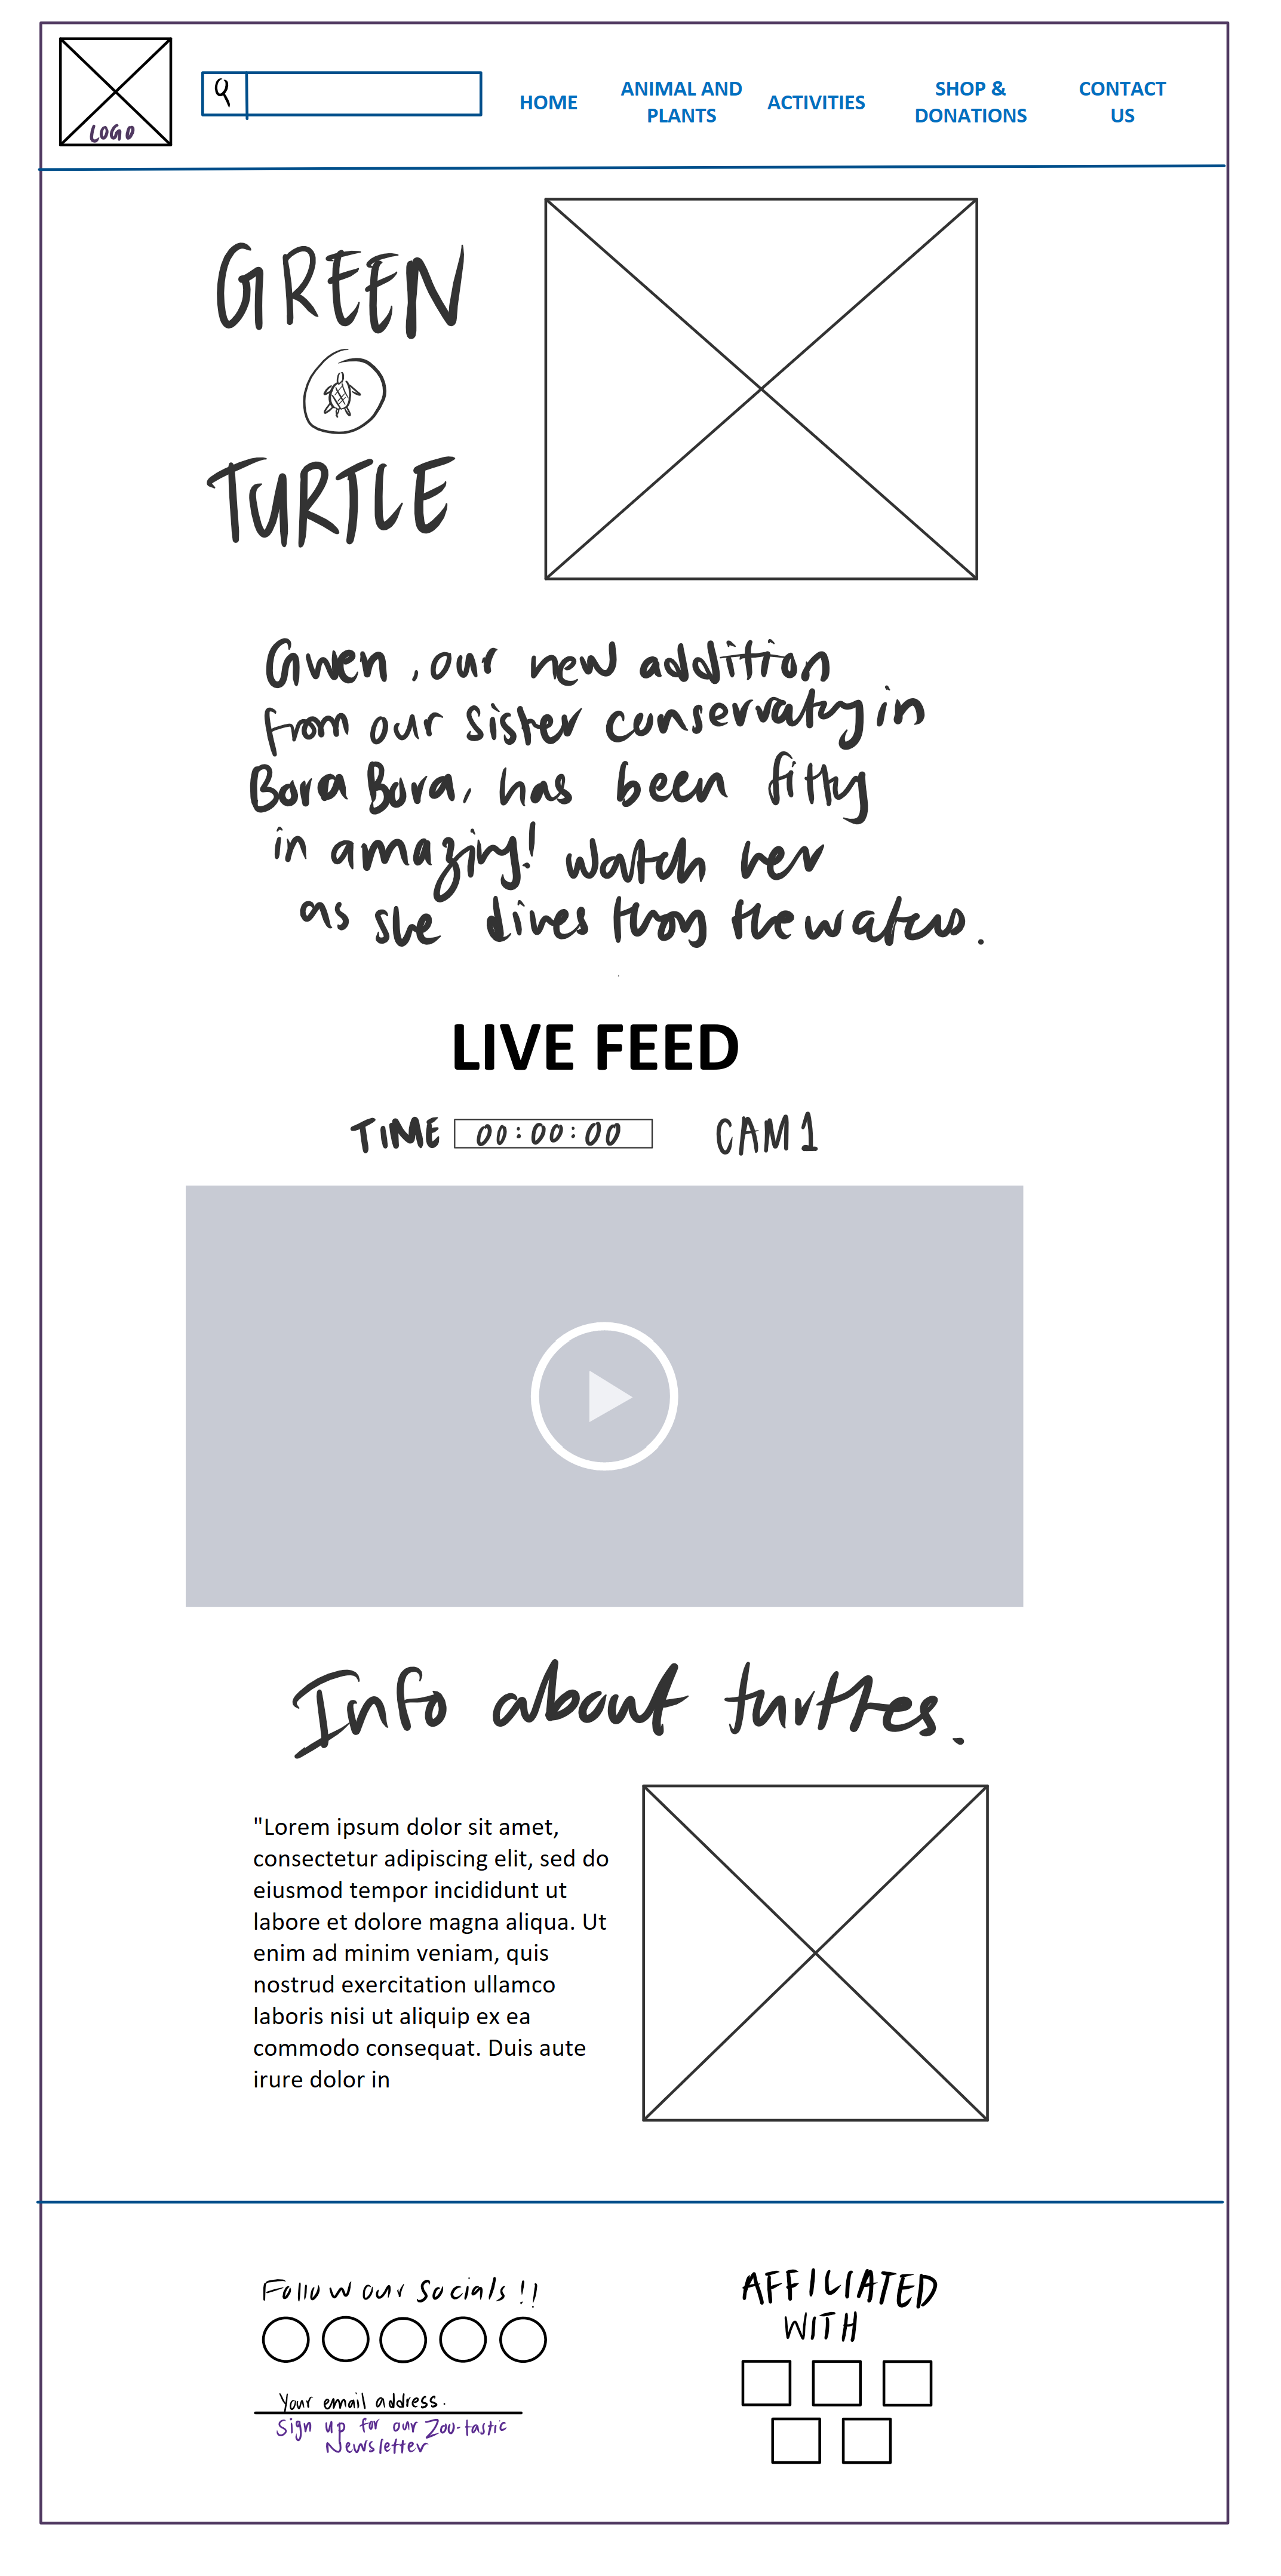 LOGO
HOME
ANIMAL AND
PLANTS
ACTIVITIES
SHOP &
DONATIONS
CONTACT
US
GREEN
TURTLE
Gwen, our new addition
from our sister conservatory in
Bora Bora, has been
in amazing! watch her
as she dives the waters.
LIVE FEED
TIME 00:00:00 CAM 1
Info about turtles.
"Lorem ipsum dolor sit amet,
consectetur adipiscing elit, sed do
eiusmod tempor incididunt ut
labore et dolore magna aliqua. Ut
enim ad minim veniam, quis
nostrud exercitation ullamco
laboris nisi ut aliquip ex ea
commodo consequat. Duis aute
irure dolor in
Follow our Socials !!
Your email address.
Sign up for our Zoo-tastic
Newsletter
AFFILIATED
WITH